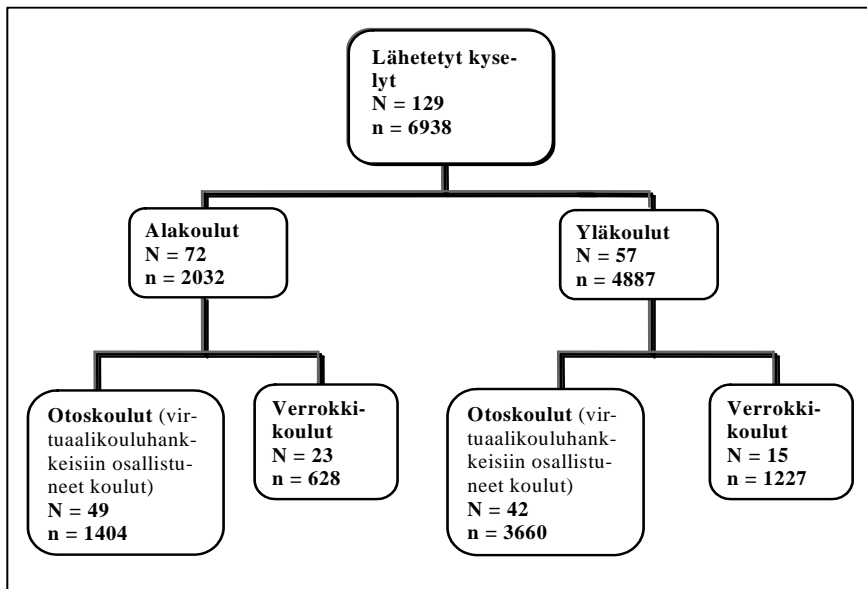 Lähetetyt kyse-
lyt
N = 129
n = 6938
Alakoulut
N = 72
n = 2032
Yläkoulut
N = 57
n = 4887
Otoskoulut (vir-
tuaalikouluhank-
keisiin osallistu-
neet koulut)
N = 49
n = 1404
Verrokki-
koulut
N = 23
n = 628
Otoskoulut (vir-
tuaalikouluhank-
keisiin osallistu-
neet koulut)
N = 42
n = 3660
Verrokki-
koulut
N = 15
n = 1227